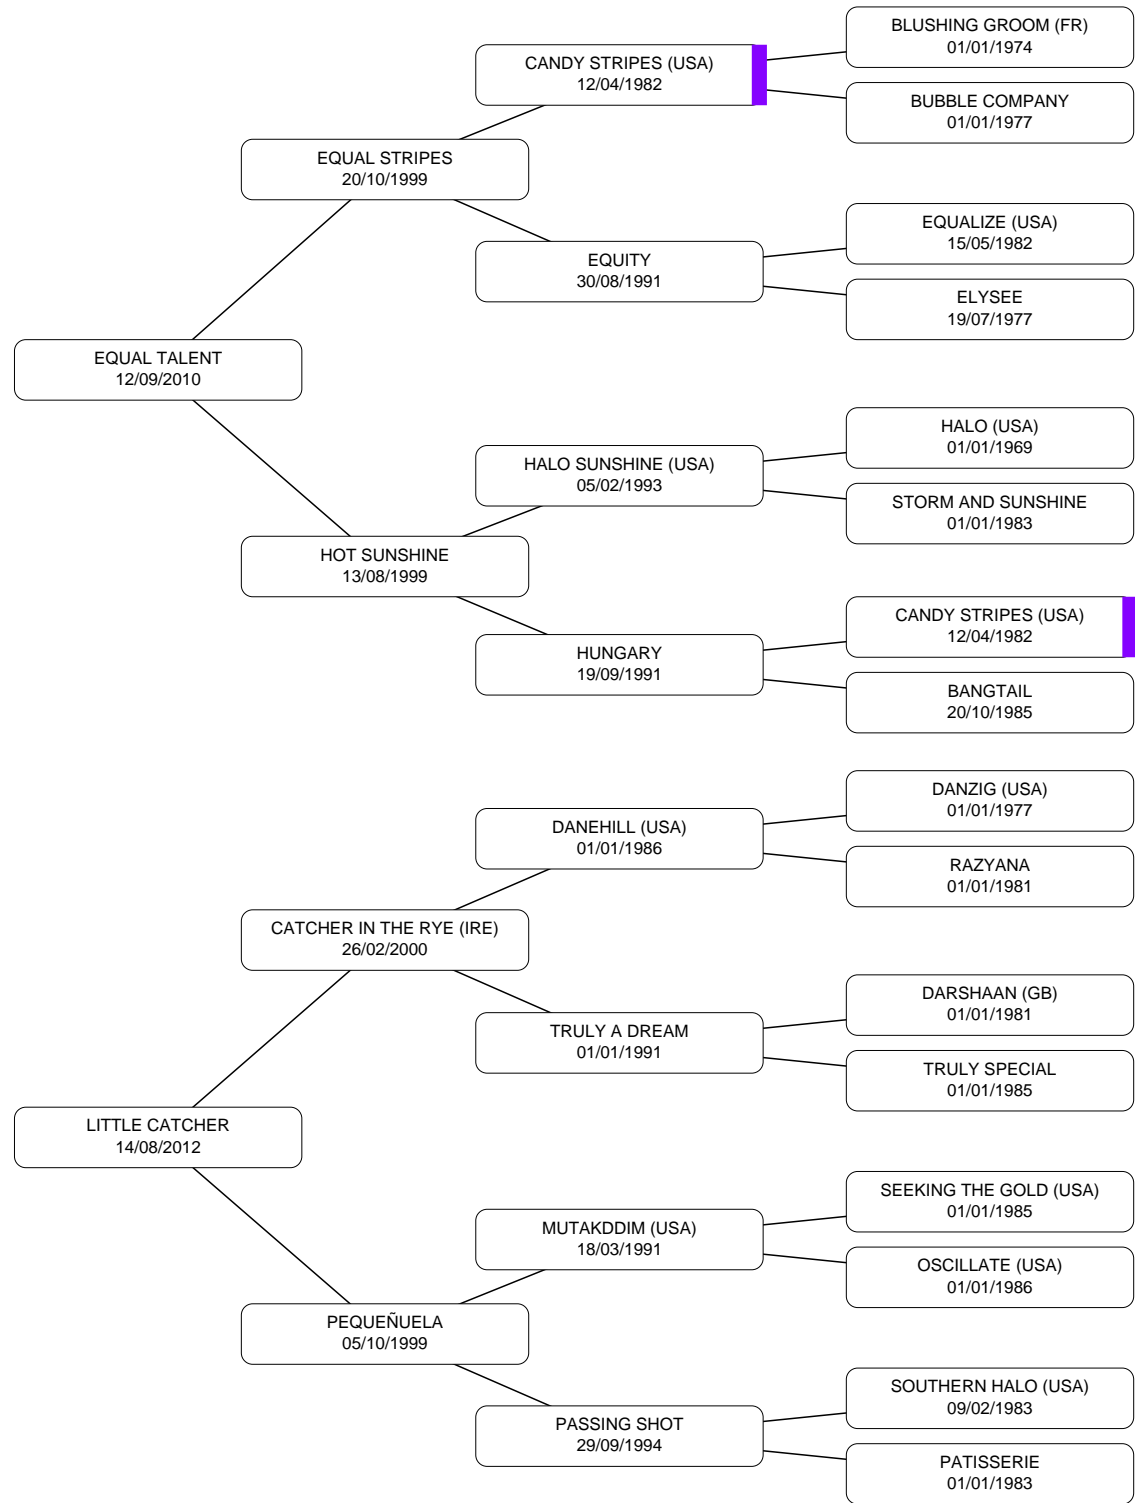 BLUSHING GROOM (FR)
01/01/1974
CANDY STRIPES (USA)
12/04/1982
BUBBLE COMPANY
01/01/1977
EQUAL STRIPES
20/10/1999
EQUALIZE (USA)
15/05/1982
EQUITY
30/08/1991
ELYSEE
19/07/1977
EQUAL TALENT
12/09/2010
HALO (USA)
01/01/1969
HALO SUNSHINE (USA)
05/02/1993
STORM AND SUNSHINE
01/01/1983
HOT SUNSHINE
13/08/1999
CANDY STRIPES (USA)
12/04/1982
HUNGARY
19/09/1991
BANGTAIL
20/10/1985
DANZIG (USA)
01/01/1977
DANEHILL (USA)
01/01/1986
RAZYANA
01/01/1981
CATCHER IN THE RYE (IRE)
26/02/2000
DARSHAAN (GB)
01/01/1981
TRULY A DREAM
01/01/1991
TRULY SPECIAL
01/01/1985
LITTLE CATCHER
14/08/2012
SEEKING THE GOLD (USA)
01/01/1985
MUTAKDDIM (USA)
18/03/1991
OSCILLATE (USA)
01/01/1986
PEQUEÑUELA
05/10/1999
SOUTHERN HALO (USA)
09/02/1983
PASSING SHOT
29/09/1994
PATISSERIE
01/01/1983